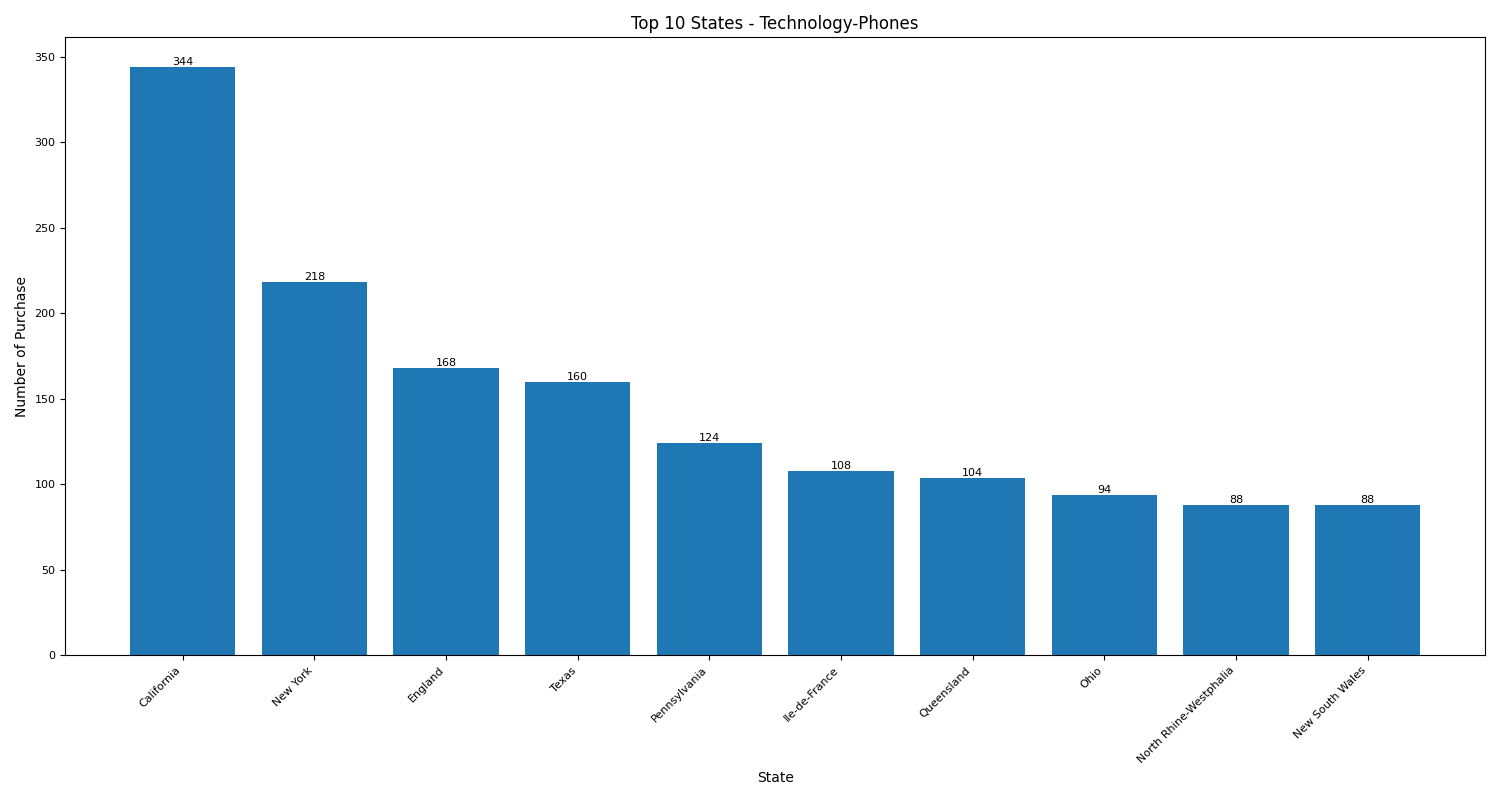 Top 10 States - Technology-Phones
Number of Purchase
350
300
250
200
150
100
50
0
344
218
168
160
124
108
104
94
88
88
California
New York
England
Texas
Pennsylvania
Ile-de-France
Queensland
Ohio
North Rhine-Westphalia
New South Wales
State